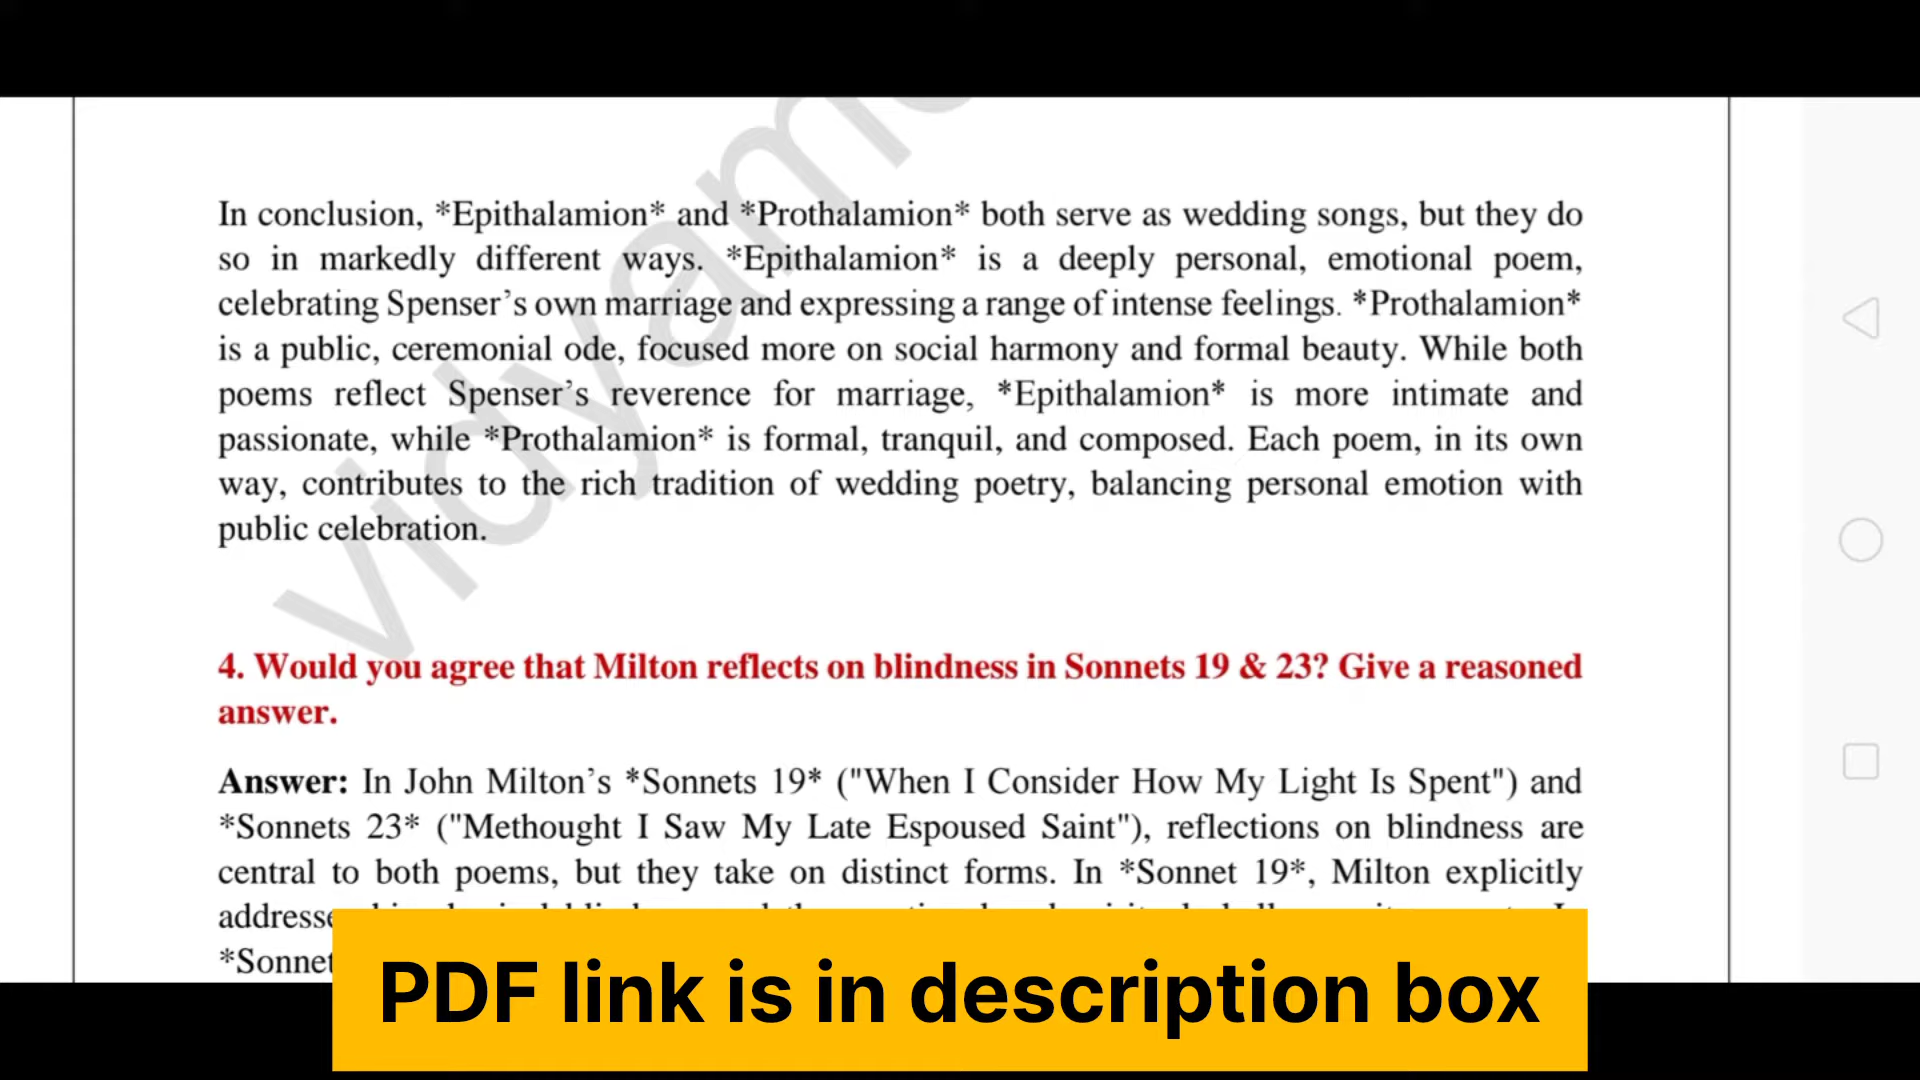 In conclusion, *Epithalamion* and *Prothalamion* both serve as wedding songs, but they do
so in markedly different ways. *Epithalamion* is a deeply personal, emotional poem,
celebrating Spenser’s own marriage and expressing a range of intense feelings. *Prothalamion*
is a public, ceremonial ode, focused more on social harmony and formal beauty. While both
poems reflect Spenser’s reverence for marriage, *Epithalamion* is more intimate and
passionate, while *Prothalamion* is formal, tranquil, and composed. Each poem, in its own
way, contributes to the rich tradition of wedding poetry, balancing personal emotion with
public celebration.
4. Would you agree that Milton reflects on blindness in Sonnets 19 & 23? Give a reasoned
answer.
Answer: In John Milton’s *Sonnets 19* ("When I Consider How My Light Is Spent") and
*Sonnets 23* ("Methought I Saw My Late Espoused Saint"), reflections on blindness are
central to both poems, but they take on distinct forms. In *Sonnet 19*, Milton explicitly
PDF link is in description box